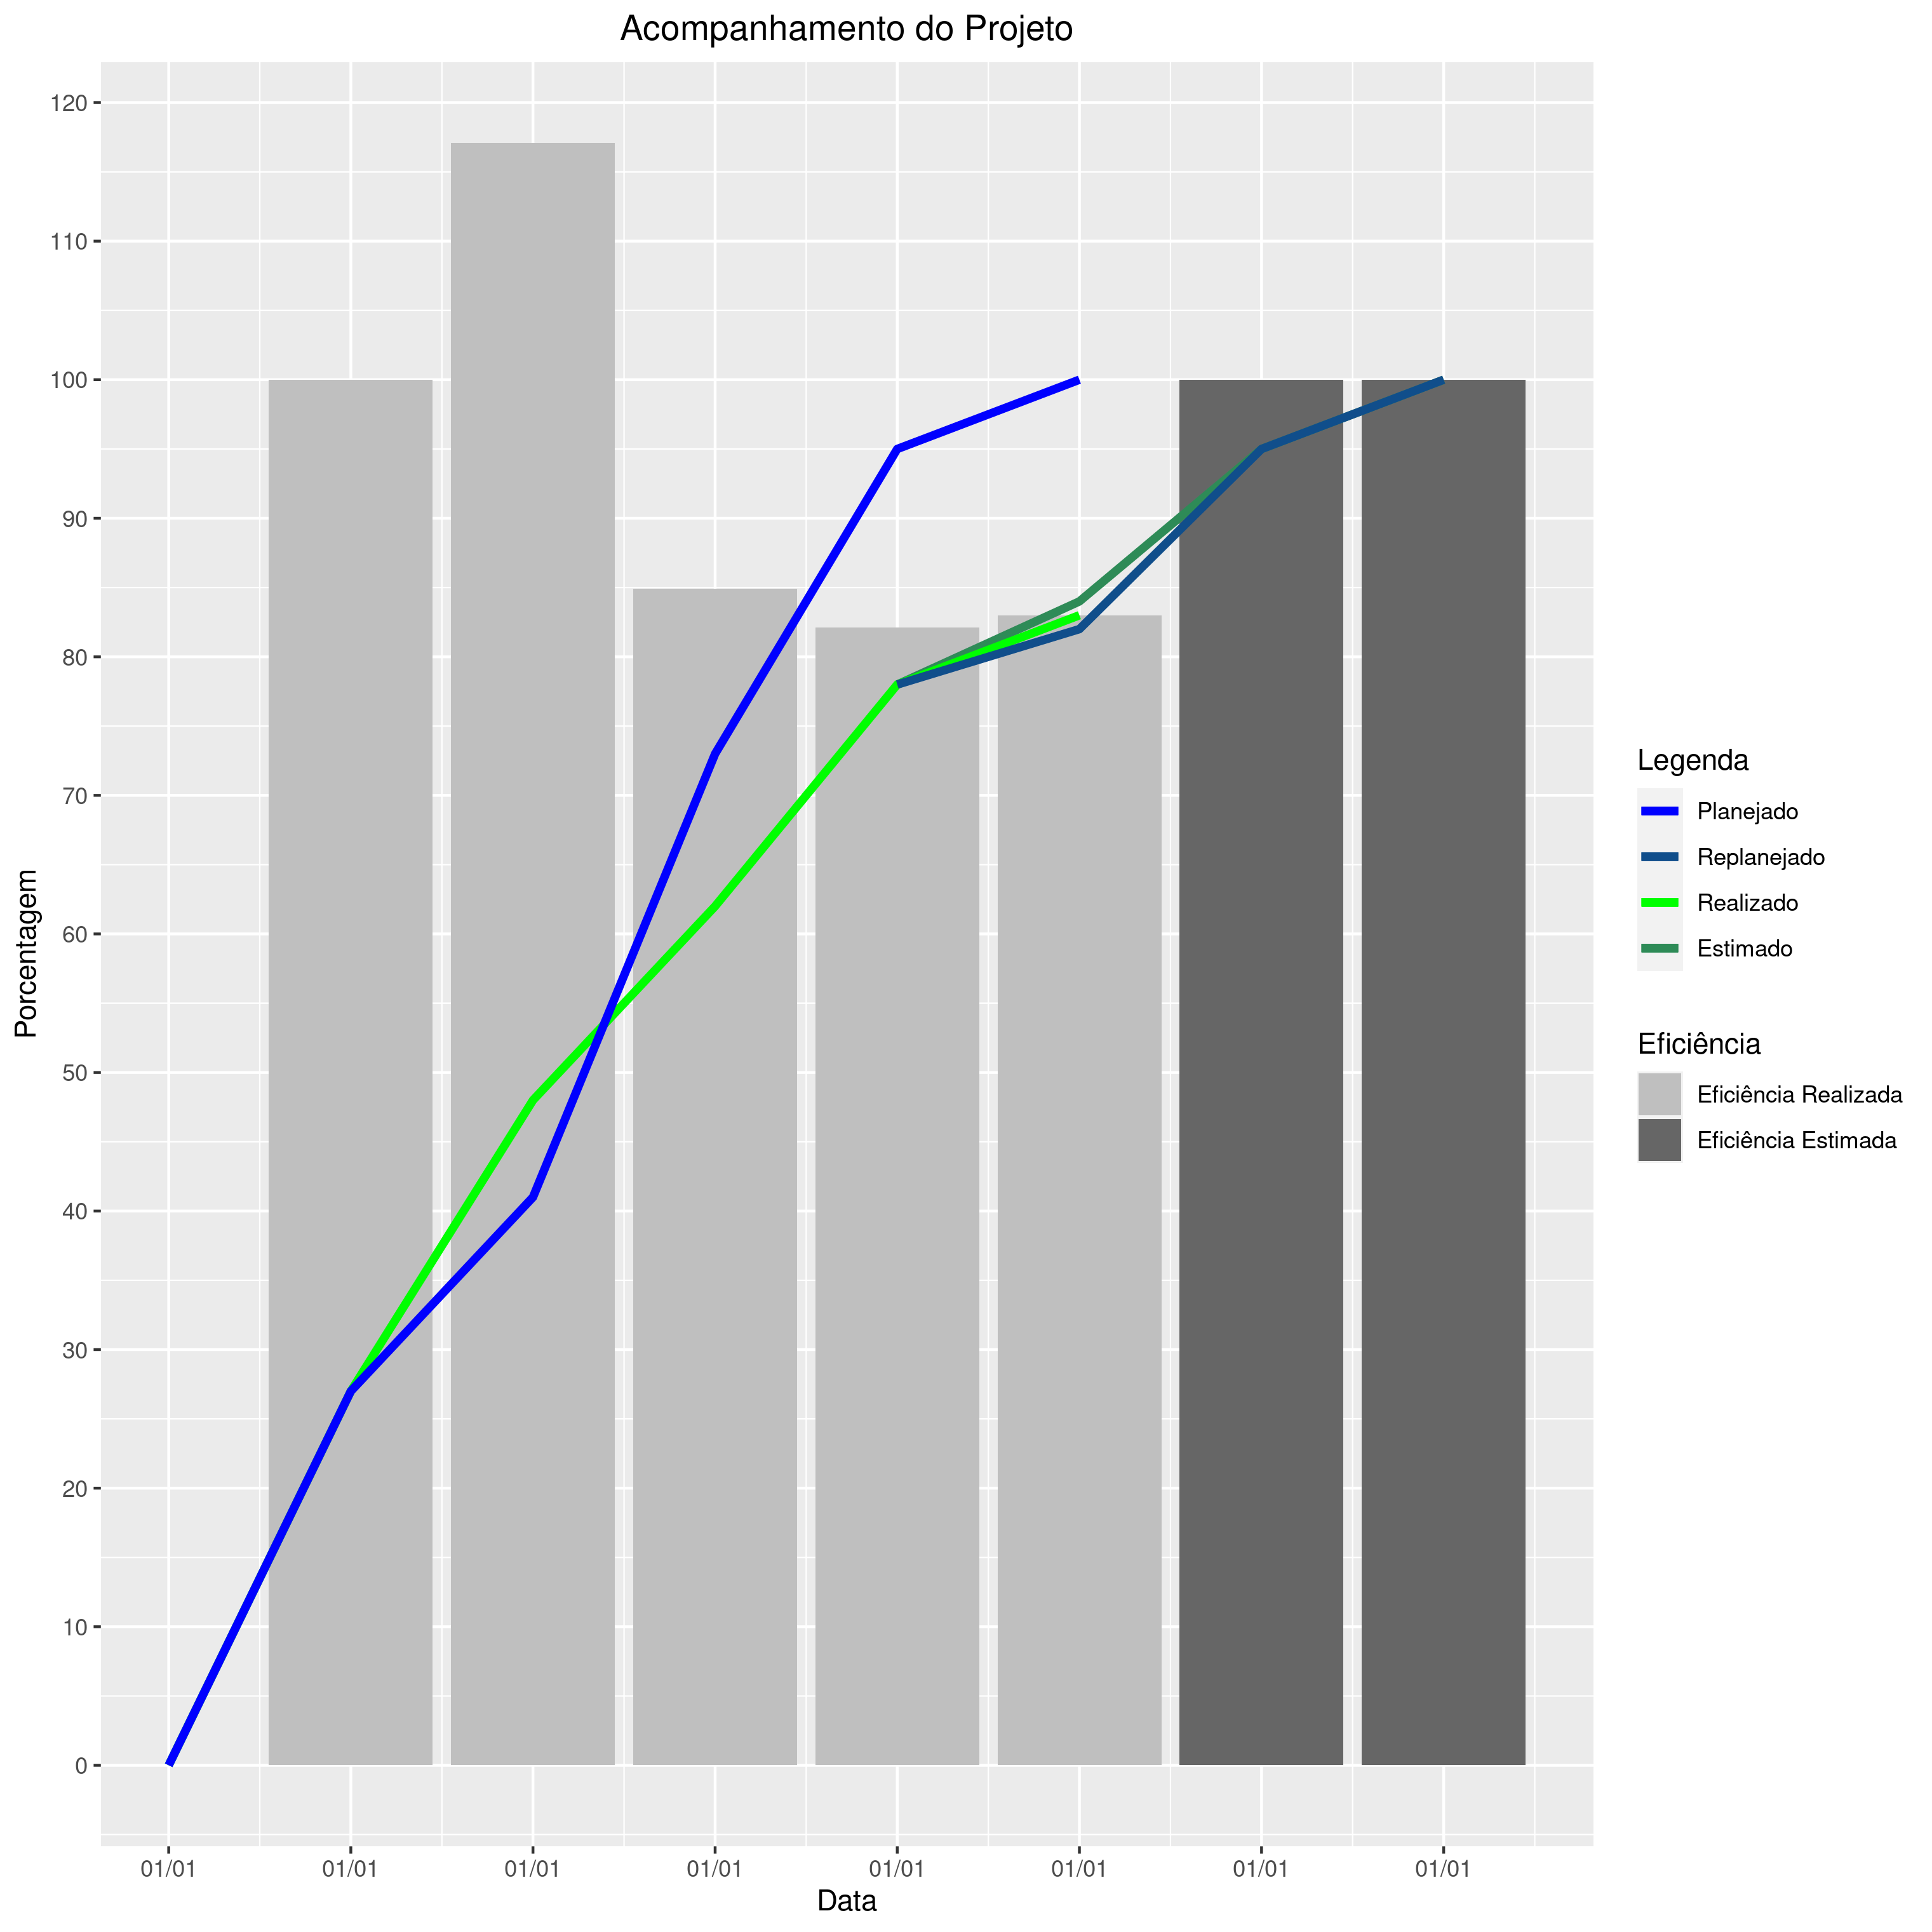 Acompanhamento do Projeto
120
110
100
90
80
70
60
50
40
30
20
10
0
Porcentagem
01/01 01/01 01/01 01/01 01/01 01/01 01/01 01/01
Data
Legenda
Planejado
Replanejado
Realizado
Estimado
Eficiência
Eficiência Realizada
Eficiência Estimada